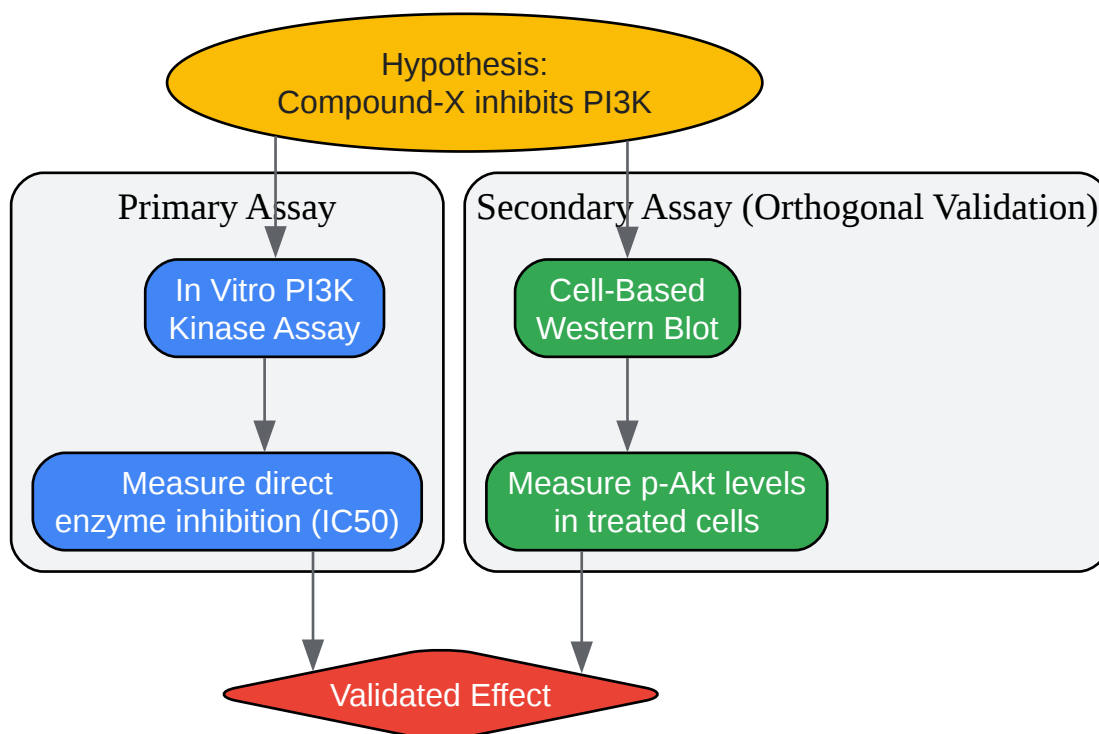 Hypothesis:
Compound-X inhibits PI3K
Primary Assay
Secondary Assay (Orthogonal Validation)
In Vitro PI3K
Kinase Assay
Cell-Based
Western Blot
Measure direct
enzyme inhibition (IC50)
Measure p-Akt levels
in treated cells
Validated Effect